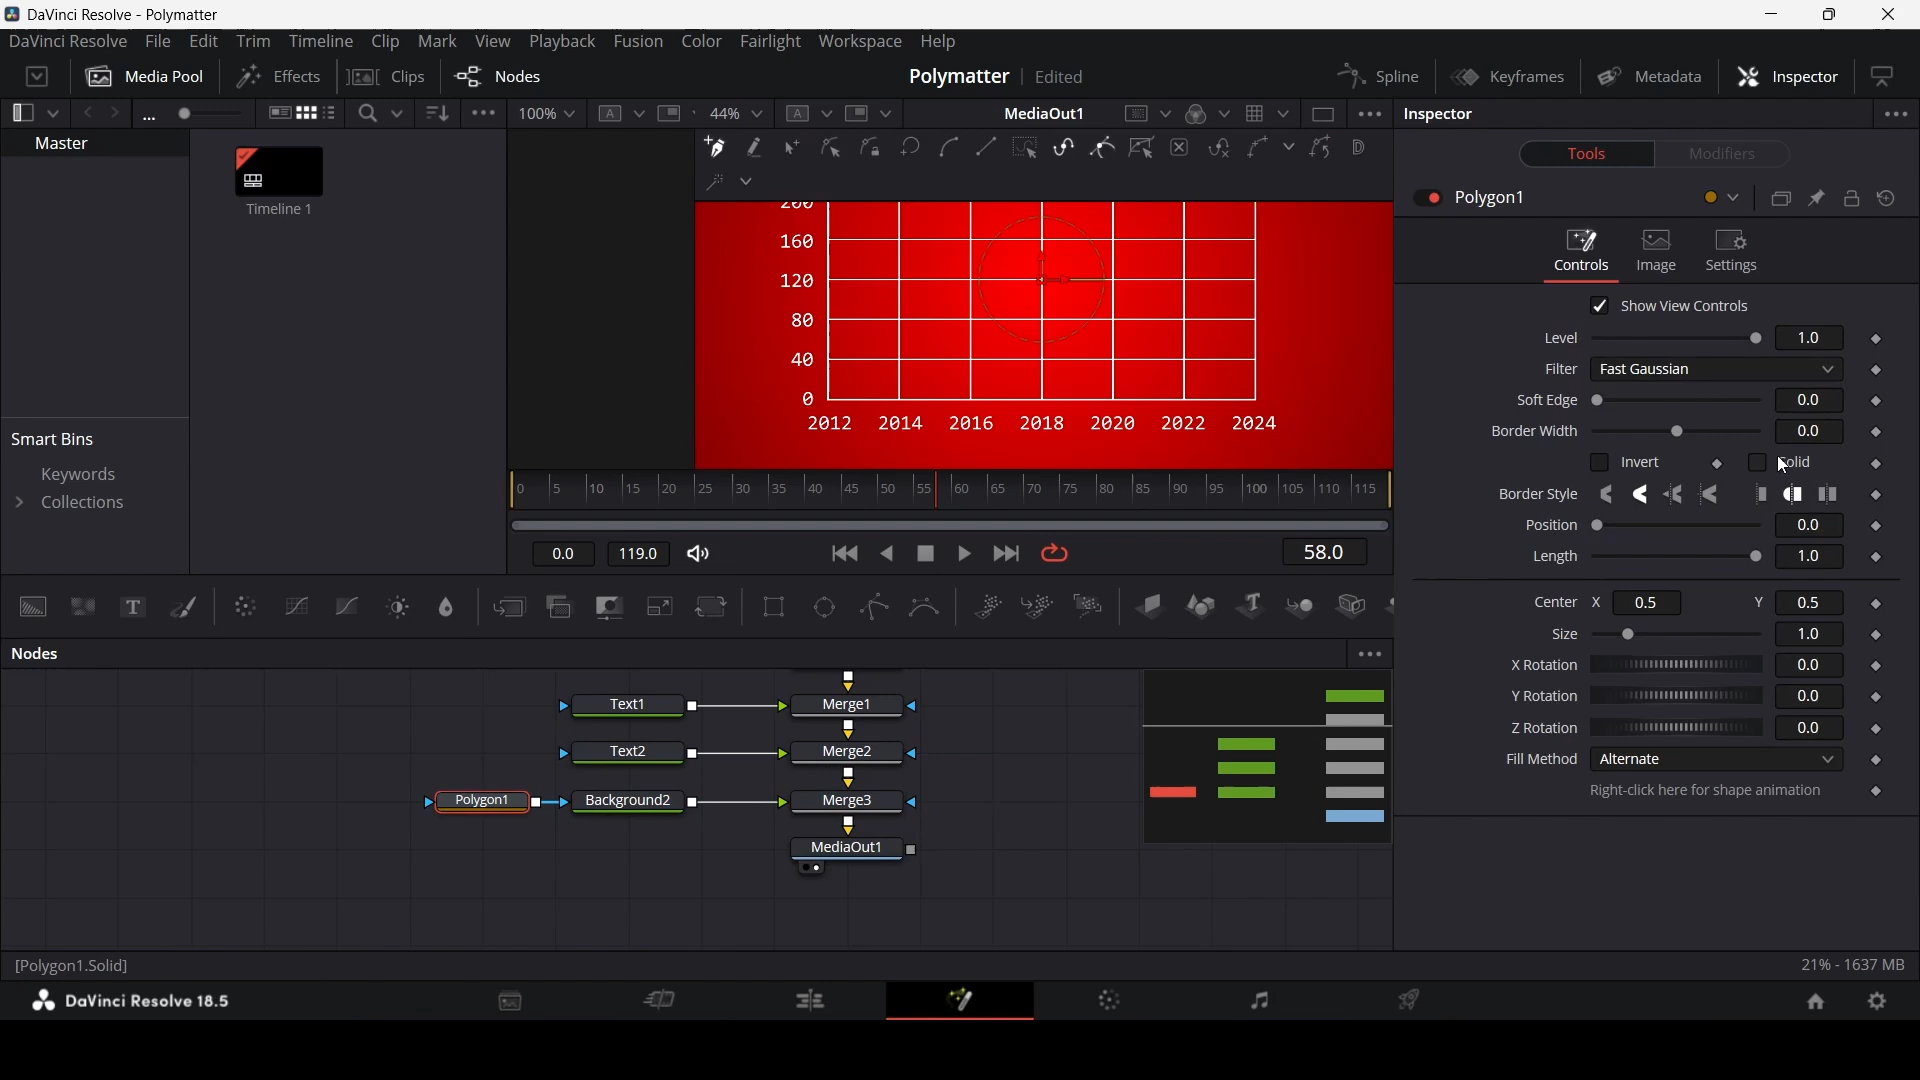 DaVinci Resolve - Polymatter
DaVinci Resolve File Edit Trim Timeline Clip Mark View Playback Fusion Color Fairlight Workspace Help
Media Pool Effects Clips Nodes Polymatter Edited Spline Keyframes Metadata Inspector
... 100% A 44% A MediaOut1 Inspector
Master
Timeline 1
Smart Bins
Keywords
Collections
Tools Modifiers
Polygon1
Controls Image Settings
Show View Controls
Level 1.0
Filter Fast Gaussian
Soft Edge 0.0
Border Width 0.0
Invert Solid
Border Style
Position 0.0
Length 1.0
Center X 0.5 Y 0.5
Size 1.0
X Rotation 0.0
Y Rotation 0.0
Z Rotation 0.0
Fill Method Alternate
Right-click here for shape animation
200
160
120
80
40
0
2012 2014 2016 2018 2020 2022 2024
0 5 10 15 20 25 30 35 40 45 50 55 60 65 70 75 80 85 90 95 100 105 110 115
0.0 119.0 58.0
T
Nodes
Text1 Merge1
Text2 Merge2
Polygon1 Background2 Merge3
MediaOut1
[Polygon1.Solid] 21% - 1637 MB
DaVinci Resolve 18.5